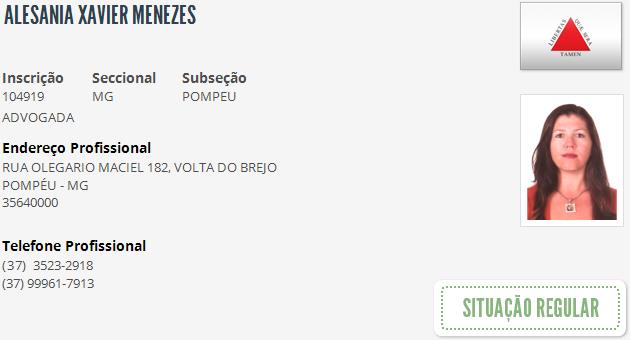 ALESANIA XAVIER MENEZES
LIBERTAS QUÆ SERA
TAMEN
Inscrição Seccional Subseção
104919 MG POMPEU
ADVOGADA
Endereço Profissional
RUA OLEGARIO MACIEL 182, VOLTA DO BREJO
POMPÉU - MG
35640000
Telefone Profissional
(37) 3523-2918
(37) 99961-7913
SITUAÇÃO REGULAR